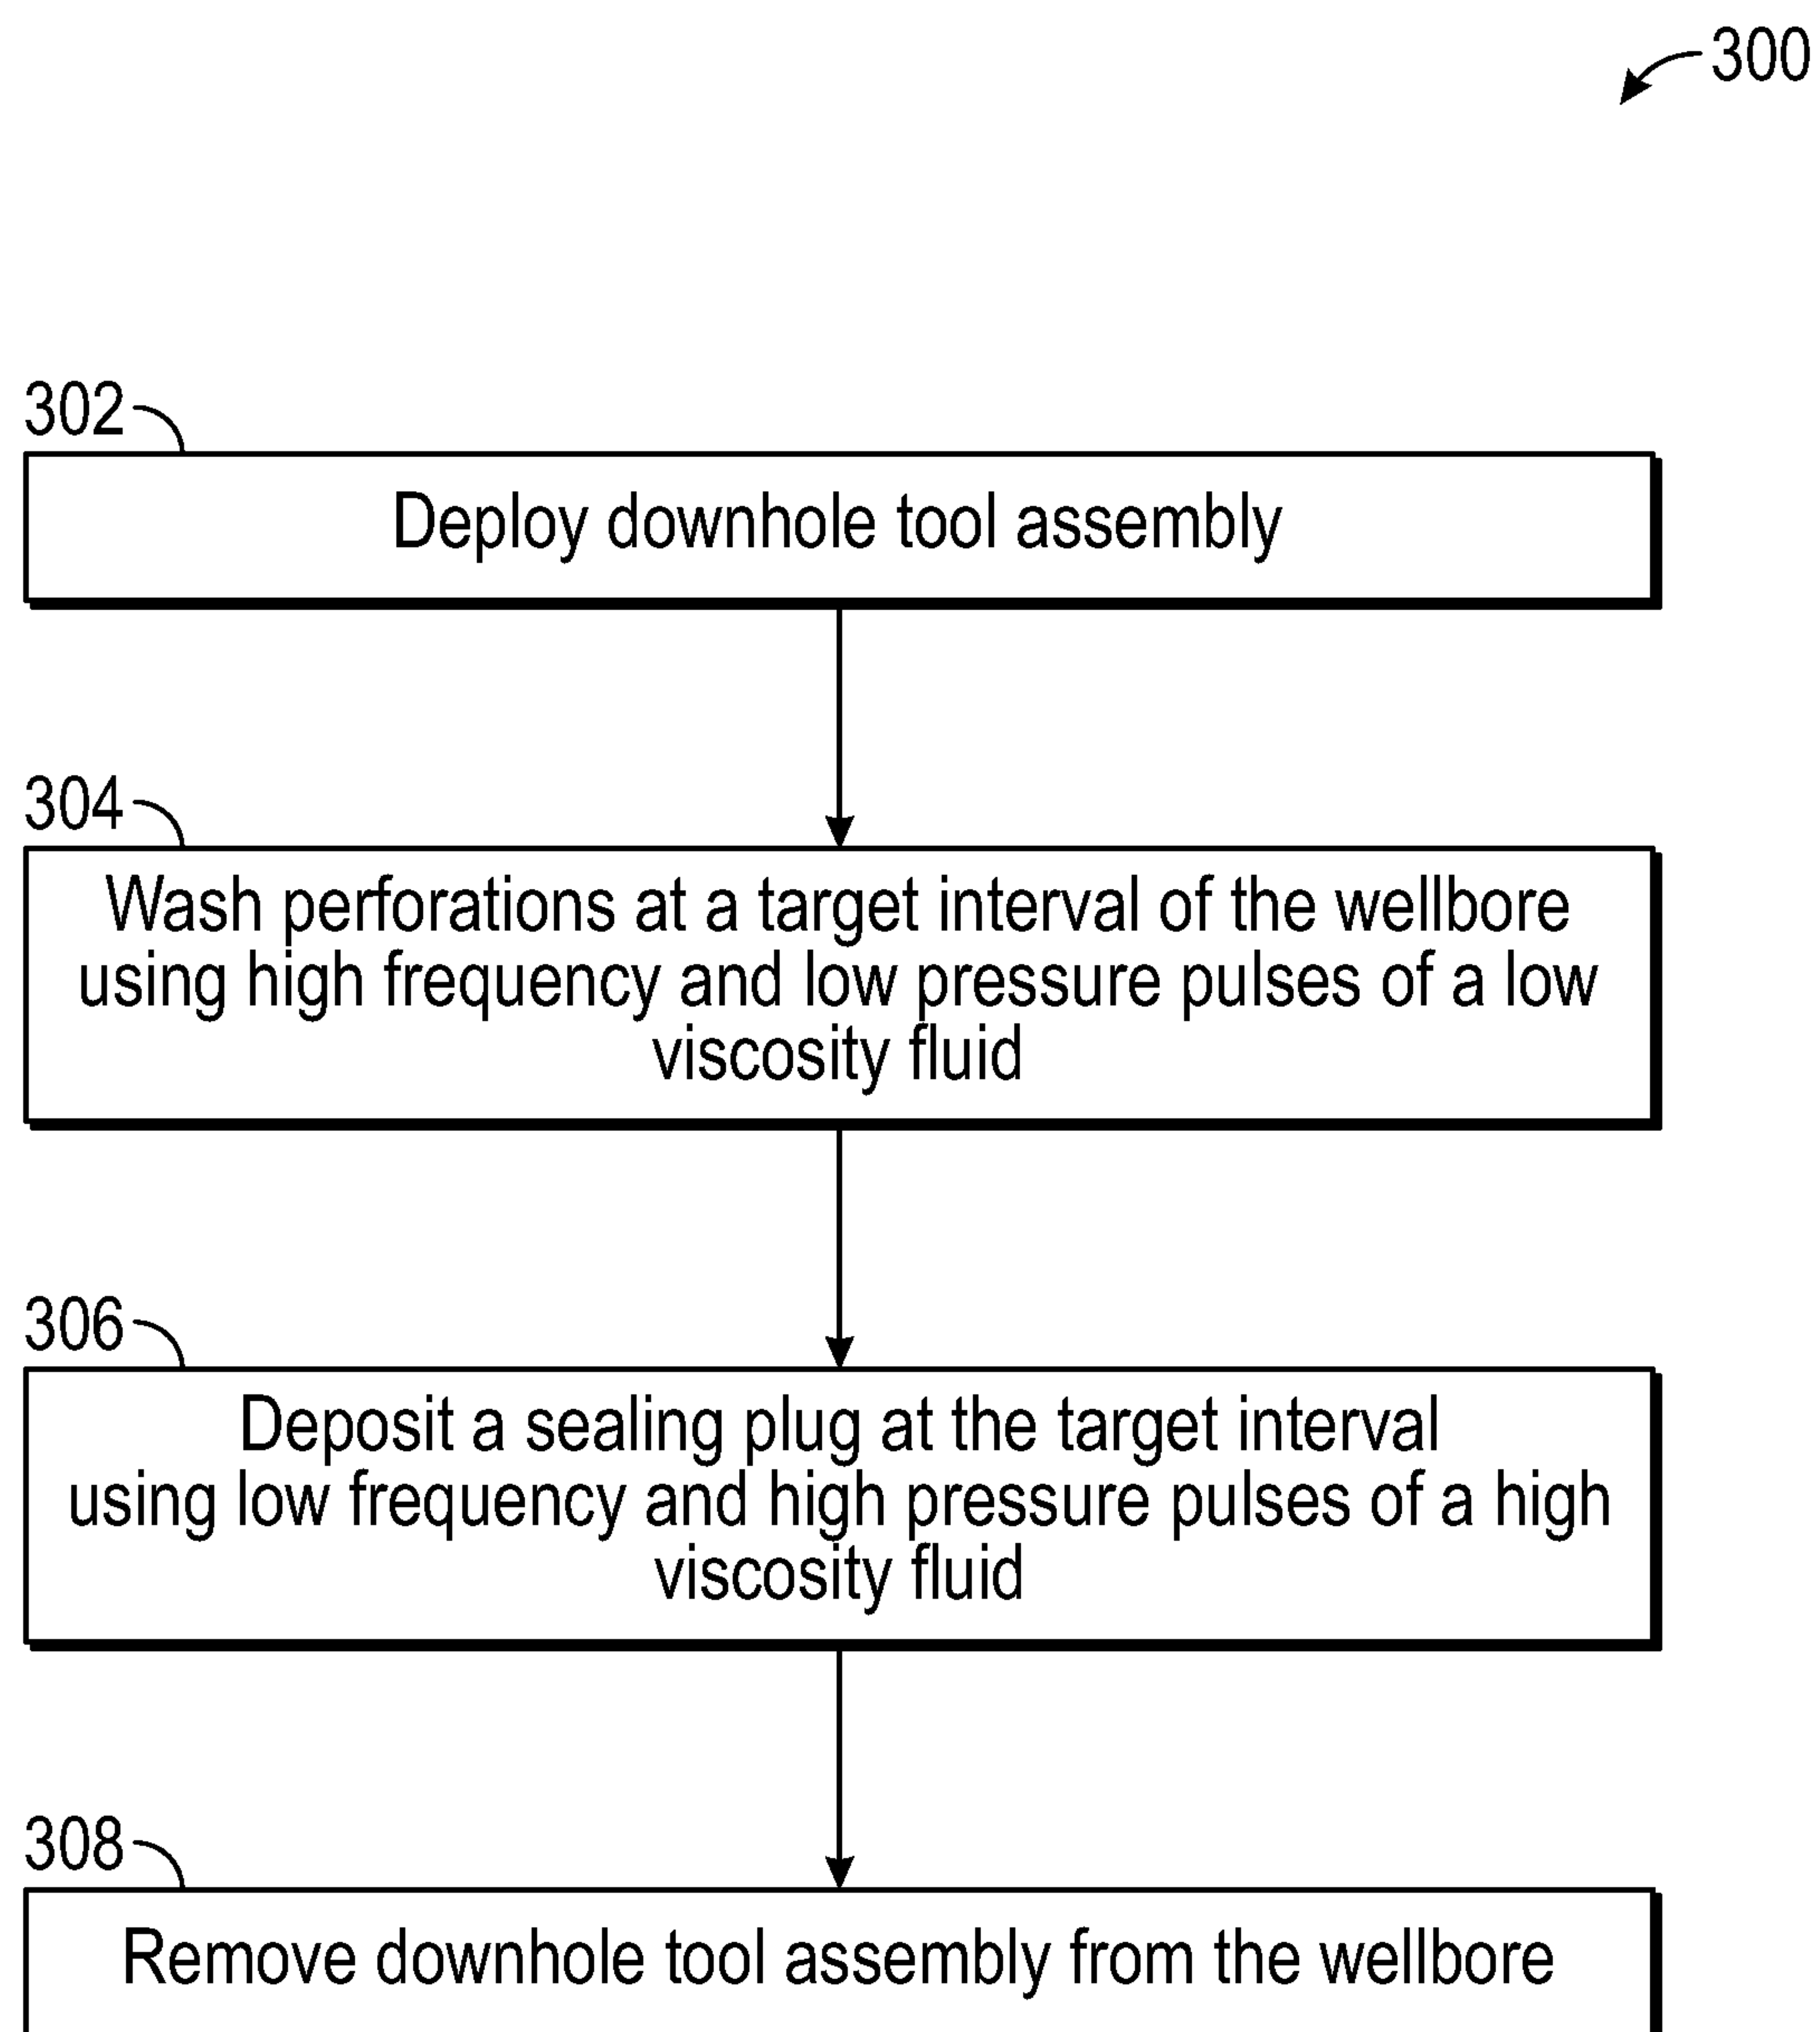 300
302
Deploy downhole tool assembly
304
Wash perforations at a target interval of the wellbore
using high frequency and low pressure pulses of a low
viscosity fluid
306
Deposit a sealing plug at the target interval
using low frequency and high pressure pulses of a high
viscosity fluid
308
Remove downhole tool assembly from the wellbore